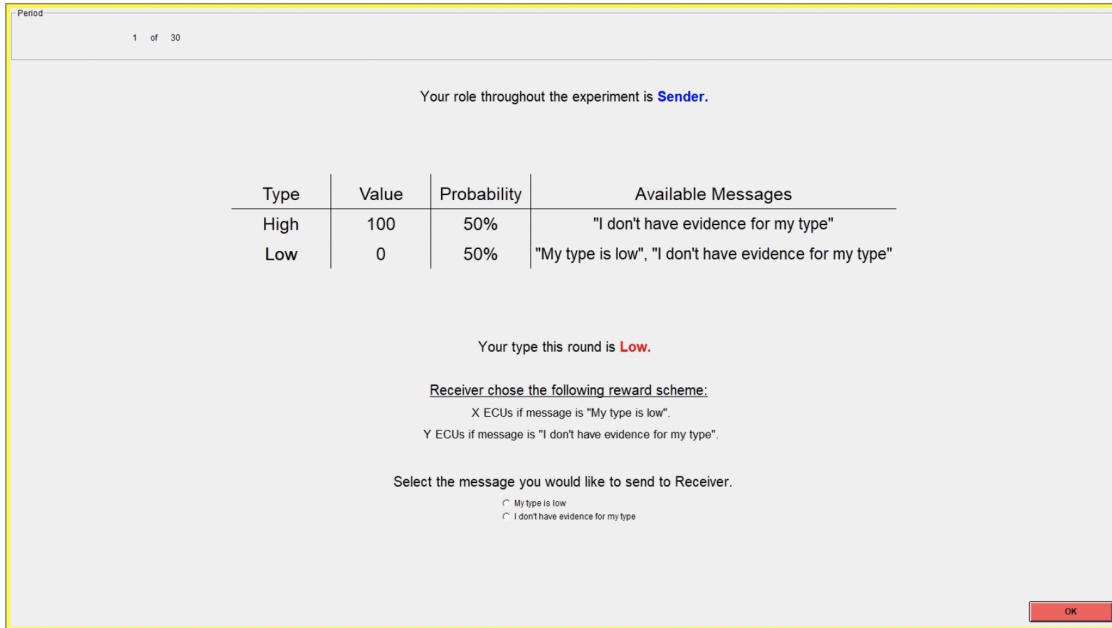 Period
1 of 30
Your role throughout the experiment is Sender.
Type Value Probability Available Messages
High 100 50% "I don't have evidence for my type"
Low 0 50% "My type is low", "I don't have evidence for my type"
Your type this round is Low.
Receiver chose the following reward scheme:
X ECUs if message is "My type is low".
Y ECUs if message is "I don't have evidence for my type".
Select the message you would like to send to Receiver.
My type is low
I don't have evidence for my type
OK